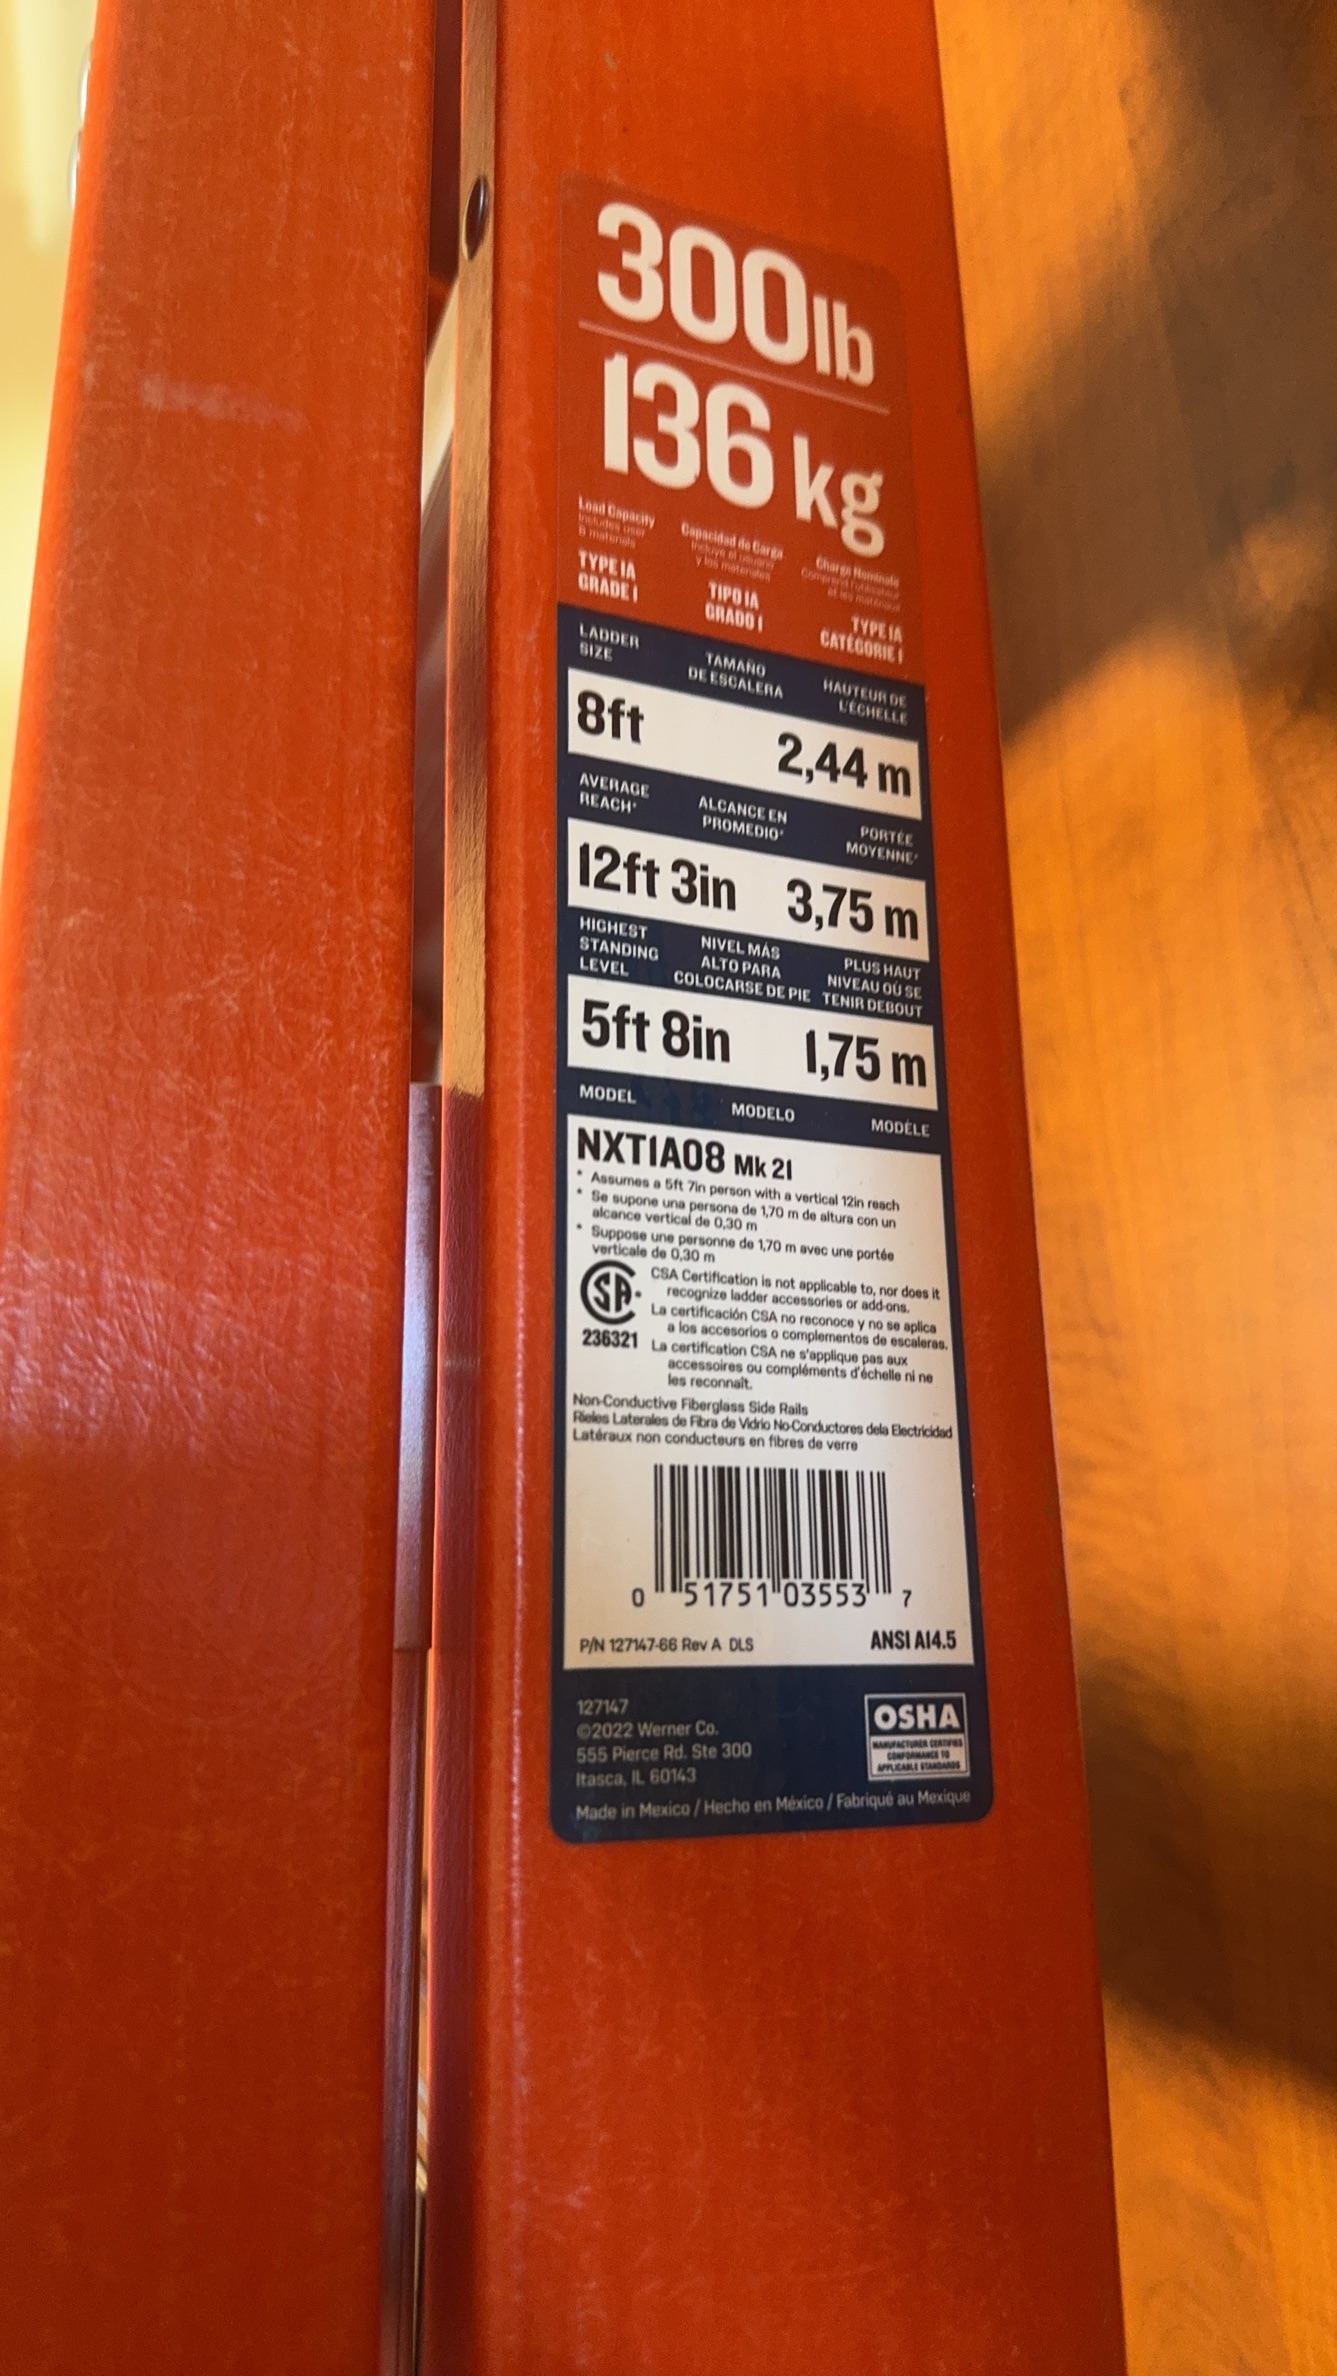 300lb
136 kg
Load Capacity
Includes user
& materials
TYPE IA
GRADE I
Capacidad de Carga
Incluye el usuario
y los materiales
TIPO IA
GRADO I
Charge Nominale
Comprend l'utilisateur
et les matériaux
TYPE IA
CATÉGORIE I
LADDER
SIZE
TAMAÑO
DE ESCALERA
HAUTEUR DE
L'ÉCHELLE
8ft 2,44 m
AVERAGE
REACH*
ALCANCE EN
PROMEDIO*
PORTÉE
MOYENNE*
12ft 3in 3,75 m
HIGHEST
STANDING
LEVEL
NIVEL MÁS
ALTO PARA
COLOCARSE DE PIE
PLUS HAUT
NIVEAU OÙ SE
TENIR DEBOUT
5ft 8in 1,75 m
MODEL MODELO MODÈLE
NXT1A08 Mk 21
* Assumes a 5ft 7in person with a vertical 12in reach
* Se supone una persona de 1,70 m de altura con un
alcance vertical de 0,30 m
* Suppose une personne de 1,70 m avec une portée
verticale de 0,30 m
SA
236321
CSA Certification is not applicable to, nor does it
recognize ladder accessories or add-ons.
La certificación CSA no reconoce y no se aplica
a los accesorios o complementos de escaleras.
La certification CSA ne s'applique pas aux
accessoires ou compléments d'échelle ni ne
les reconnaît.
Non-Conductive Fiberglass Side Rails
Rieles Laterales de Fibra de Vidrio No-Conductores dela Electricidad
Latéraux non conducteurs en fibres de verre
0 51751 03553 7
P/N 127147-66 Rev A DLS
ANSI A14.5
127147
©2022 Werner Co.
555 Pierce Rd. Ste 300
Itasca, IL 60143
OSHA
MANUFACTURER CERTIFIES
CONFORMANCE TO
APPLICABLE STANDARDS
Made in Mexico / Hecho en México / Fabriqué au Mexique